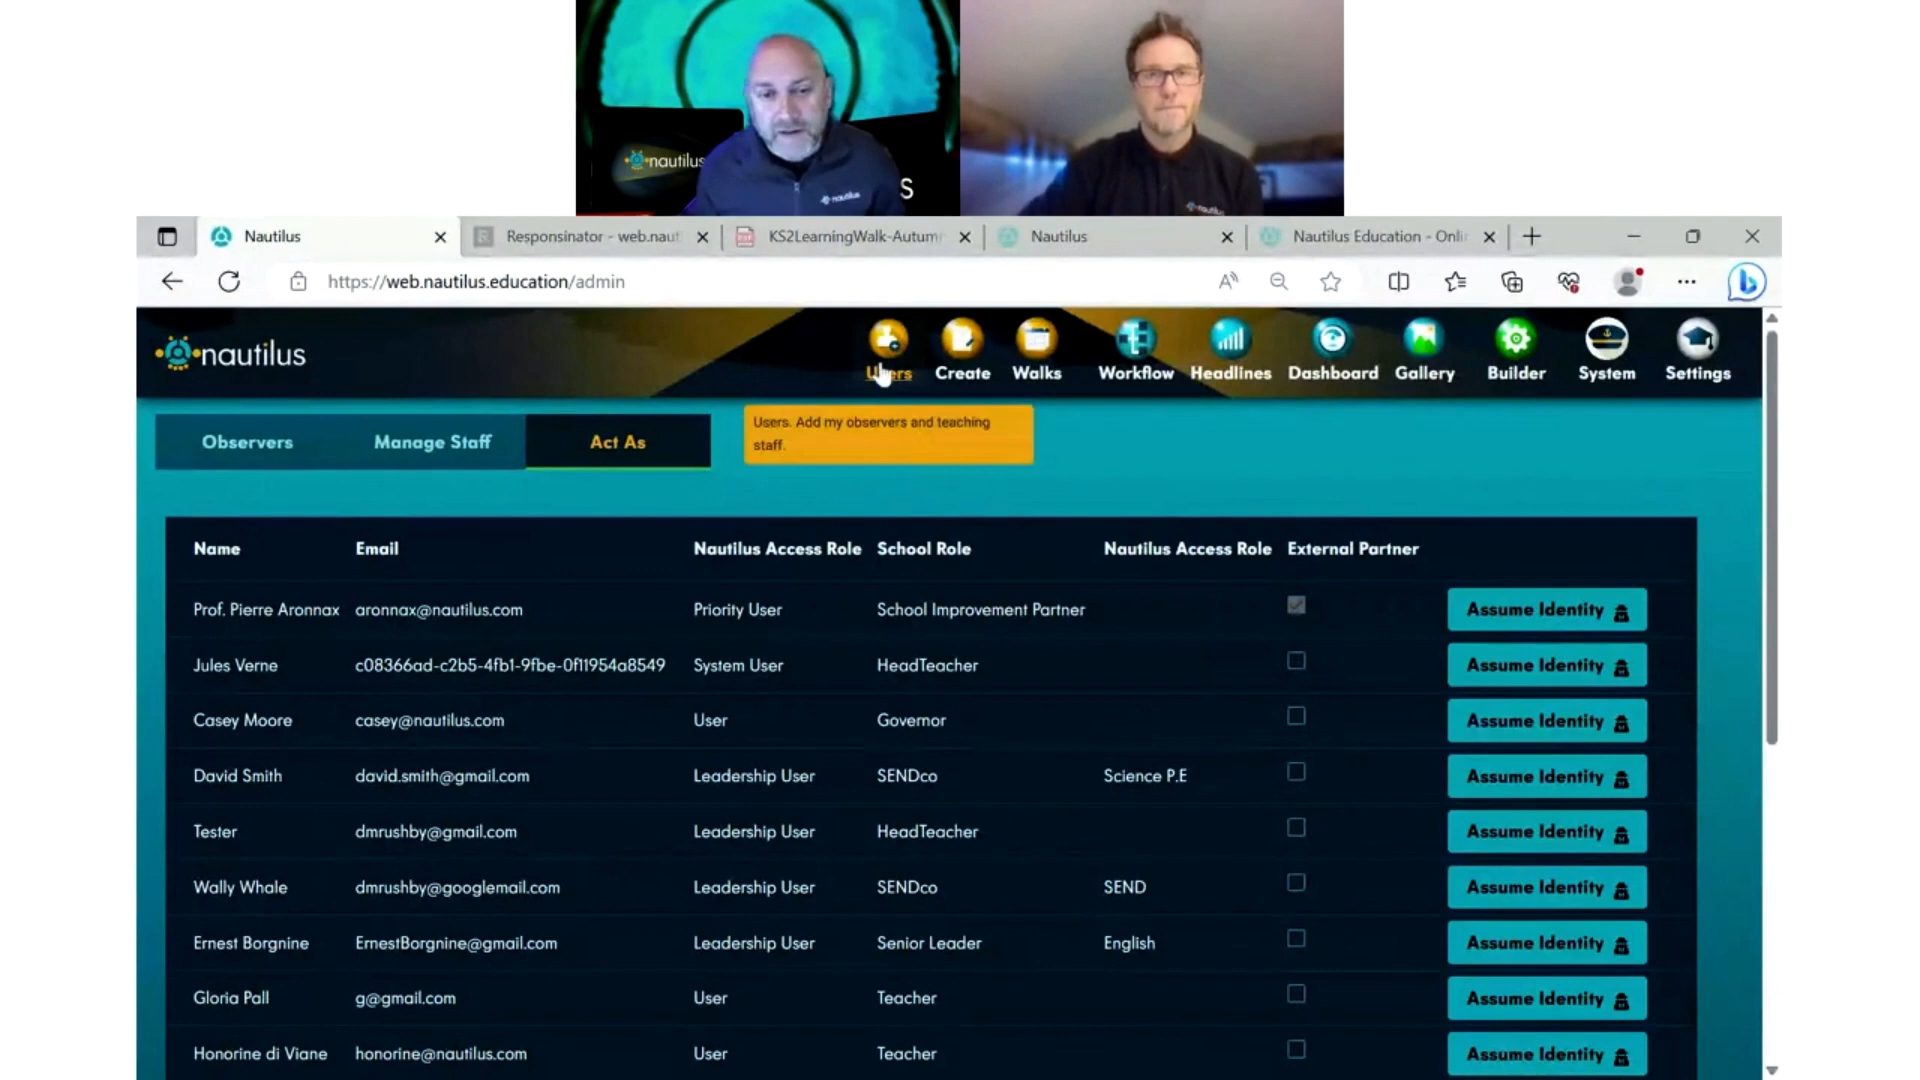 nautilus
nautilus
S
nautilus
Nautilus
Responsinator - web.naut
KS2LearningWalk-Autum
Nautilus
Nautilus Education - Onli
https://web.nautilus.education/admin
nautilus
Users
Create
Walks
Workflow
Headlines
Dashboard
Gallery
Builder
System
Settings
Observers
Manage Staff
Act As
Users. Add my observers and teaching
staff.
Name Email Nautilus Access Role School Role Nautilus Access Role External Partner
Prof. Pierre Aronnax aronnax@nautilus.com Priority User School Improvement Partner Assume Identity
Jules Verne c08366ad-c2b5-4fb1-9fbe-0f11954a8549 System User HeadTeacher Assume Identity
Casey Moore casey@nautilus.com User Governor Assume Identity
David Smith david.smith@gmail.com Leadership User SENDco Science P.E Assume Identity
Tester dmrushby@gmail.com Leadership User HeadTeacher Assume Identity
Wally Whale dmrushby@googlemail.com Leadership User SENDco SEND Assume Identity
Ernest Borgnine ErnestBorgnine@gmail.com Leadership User Senior Leader English Assume Identity
Gloria Pall g@gmail.com User Teacher Assume Identity
Honorine di Viane honorine@nautilus.com User Teacher Assume Identity